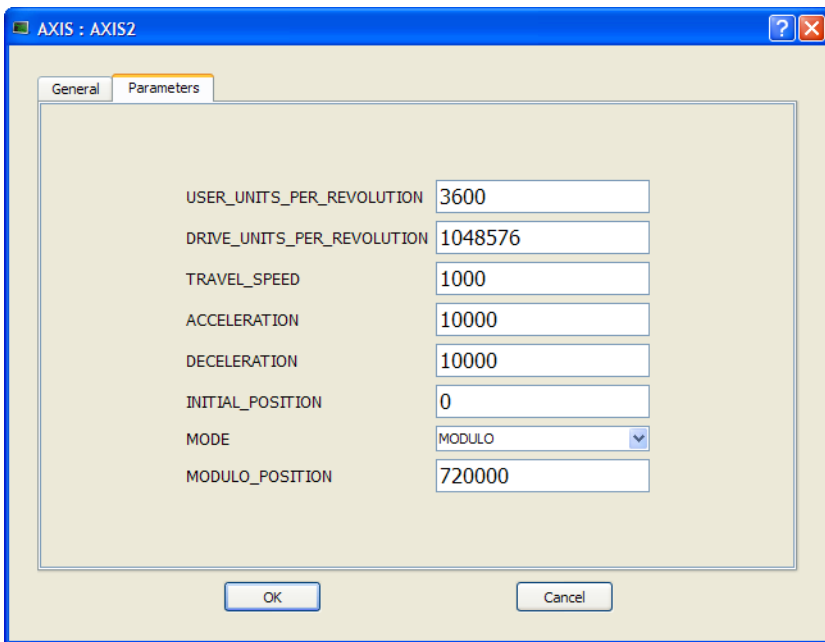 AXIS : AXIS2
General Parameters
USER_UNITS_PER_REVOLUTION 3600
DRIVE_UNITS_PER_REVOLUTION 1048576
TRAVEL_SPEED 1000
ACCELERATION 10000
DECELERATION 10000
INITIAL_POSITION 0
MODE MODULO
MODULO_POSITION 720000
OK Cancel